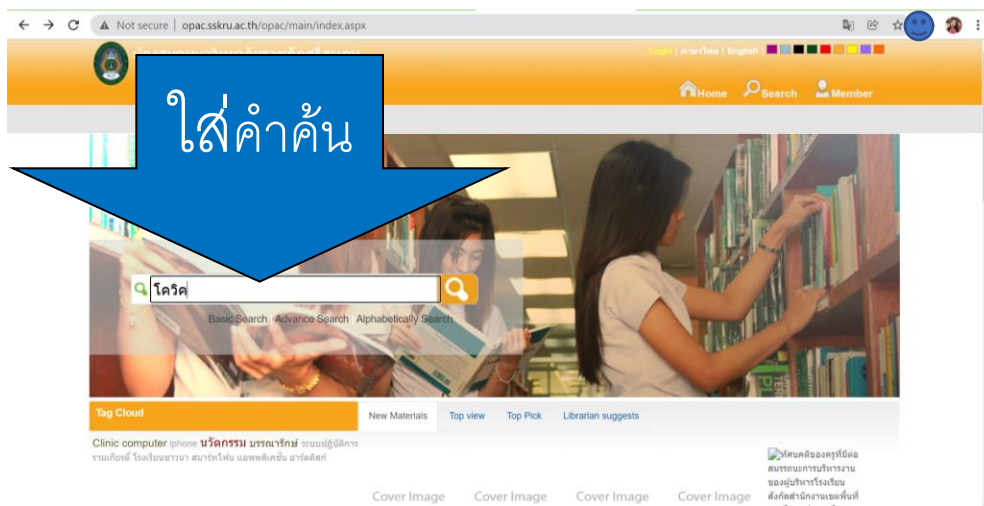 Not secure | opac.sskru.ac.th/opac/main/index.aspx
Login | ภาษาไทย | English
Home Search Member
ใส่คำค้น
โควิด
Basic Search Advance Search Alphabetically Search
Tag Cloud
New Materials Top view Top Pick Librarian suggests
Clinic computer iphone นวัตกรรม บรรณารักษ์ ระบบปฏิบัติการ
รามเกียรติ์ โรงเรียนชาวนา สมาร์ทโฟน แอพพลิเคชั่น ฮาร์ดดิสก์
ทัศนคติของครูที่มีต่อ
สมรรถนะการบริหารงาน
ของผู้บริหารโรงเรียน
สังกัดสำนักงานเขตพื้นที่
Cover Image Cover Image Cover Image Cover Image